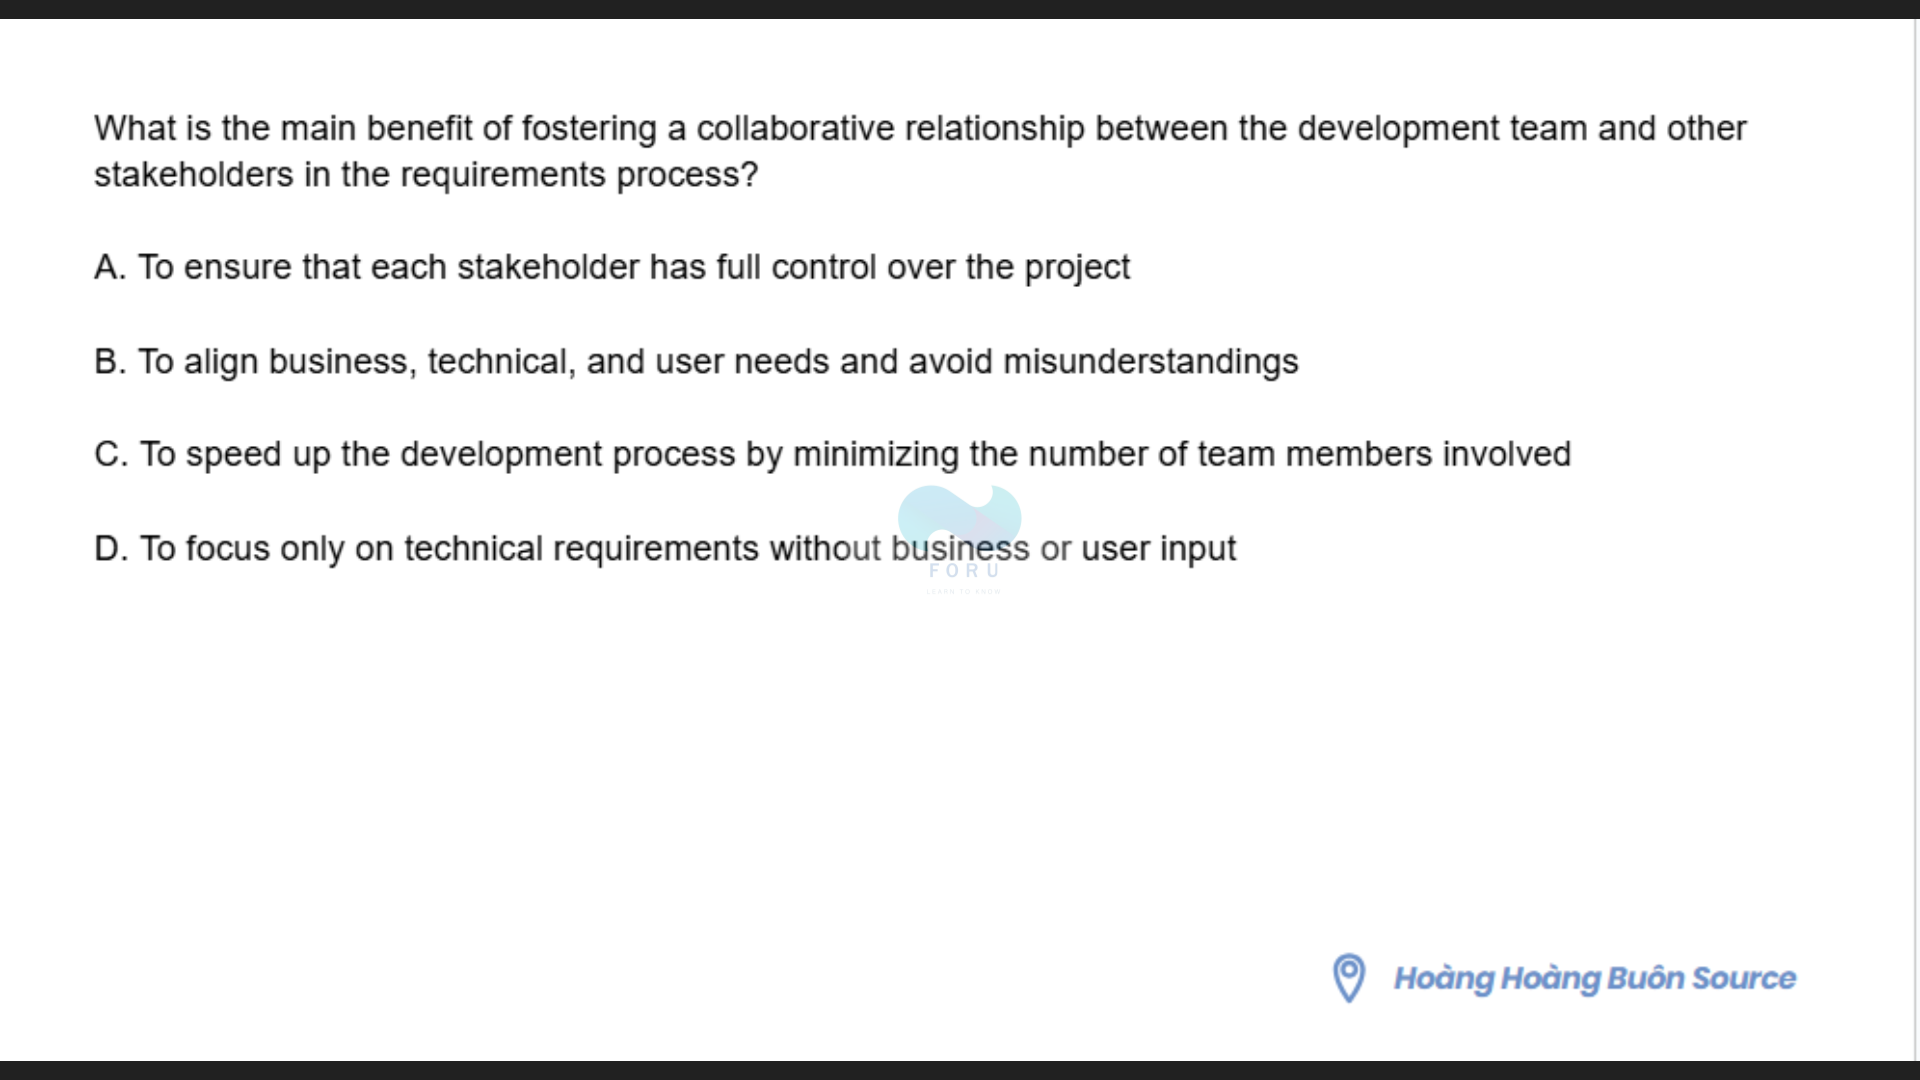 What is the main benefit of fostering a collaborative relationship between the development team and other
stakeholders in the requirements process?
A. To ensure that each stakeholder has full control over the project
B. To align business, technical, and user needs and avoid misunderstandings
C. To speed up the development process by minimizing the number of team members involved
D. To focus only on technical requirements without business or user input
FORU
LEARN TO KNOW
Hoàng Hoàng Buôn Source